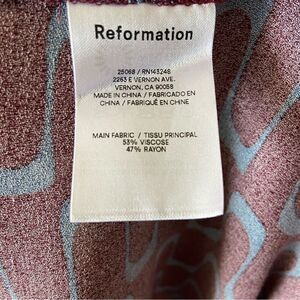 Reformation
25068 / RN143246
2263 E VERNON AVE.
VERNON, CA 90058
MADE IN CHINA / FABRICADO EN
CHINA / FABRIQUÉ EN CHINE
MAIN FABRIC / TISSU PRINCIPAL
53% VISCOSE
47% RAYON